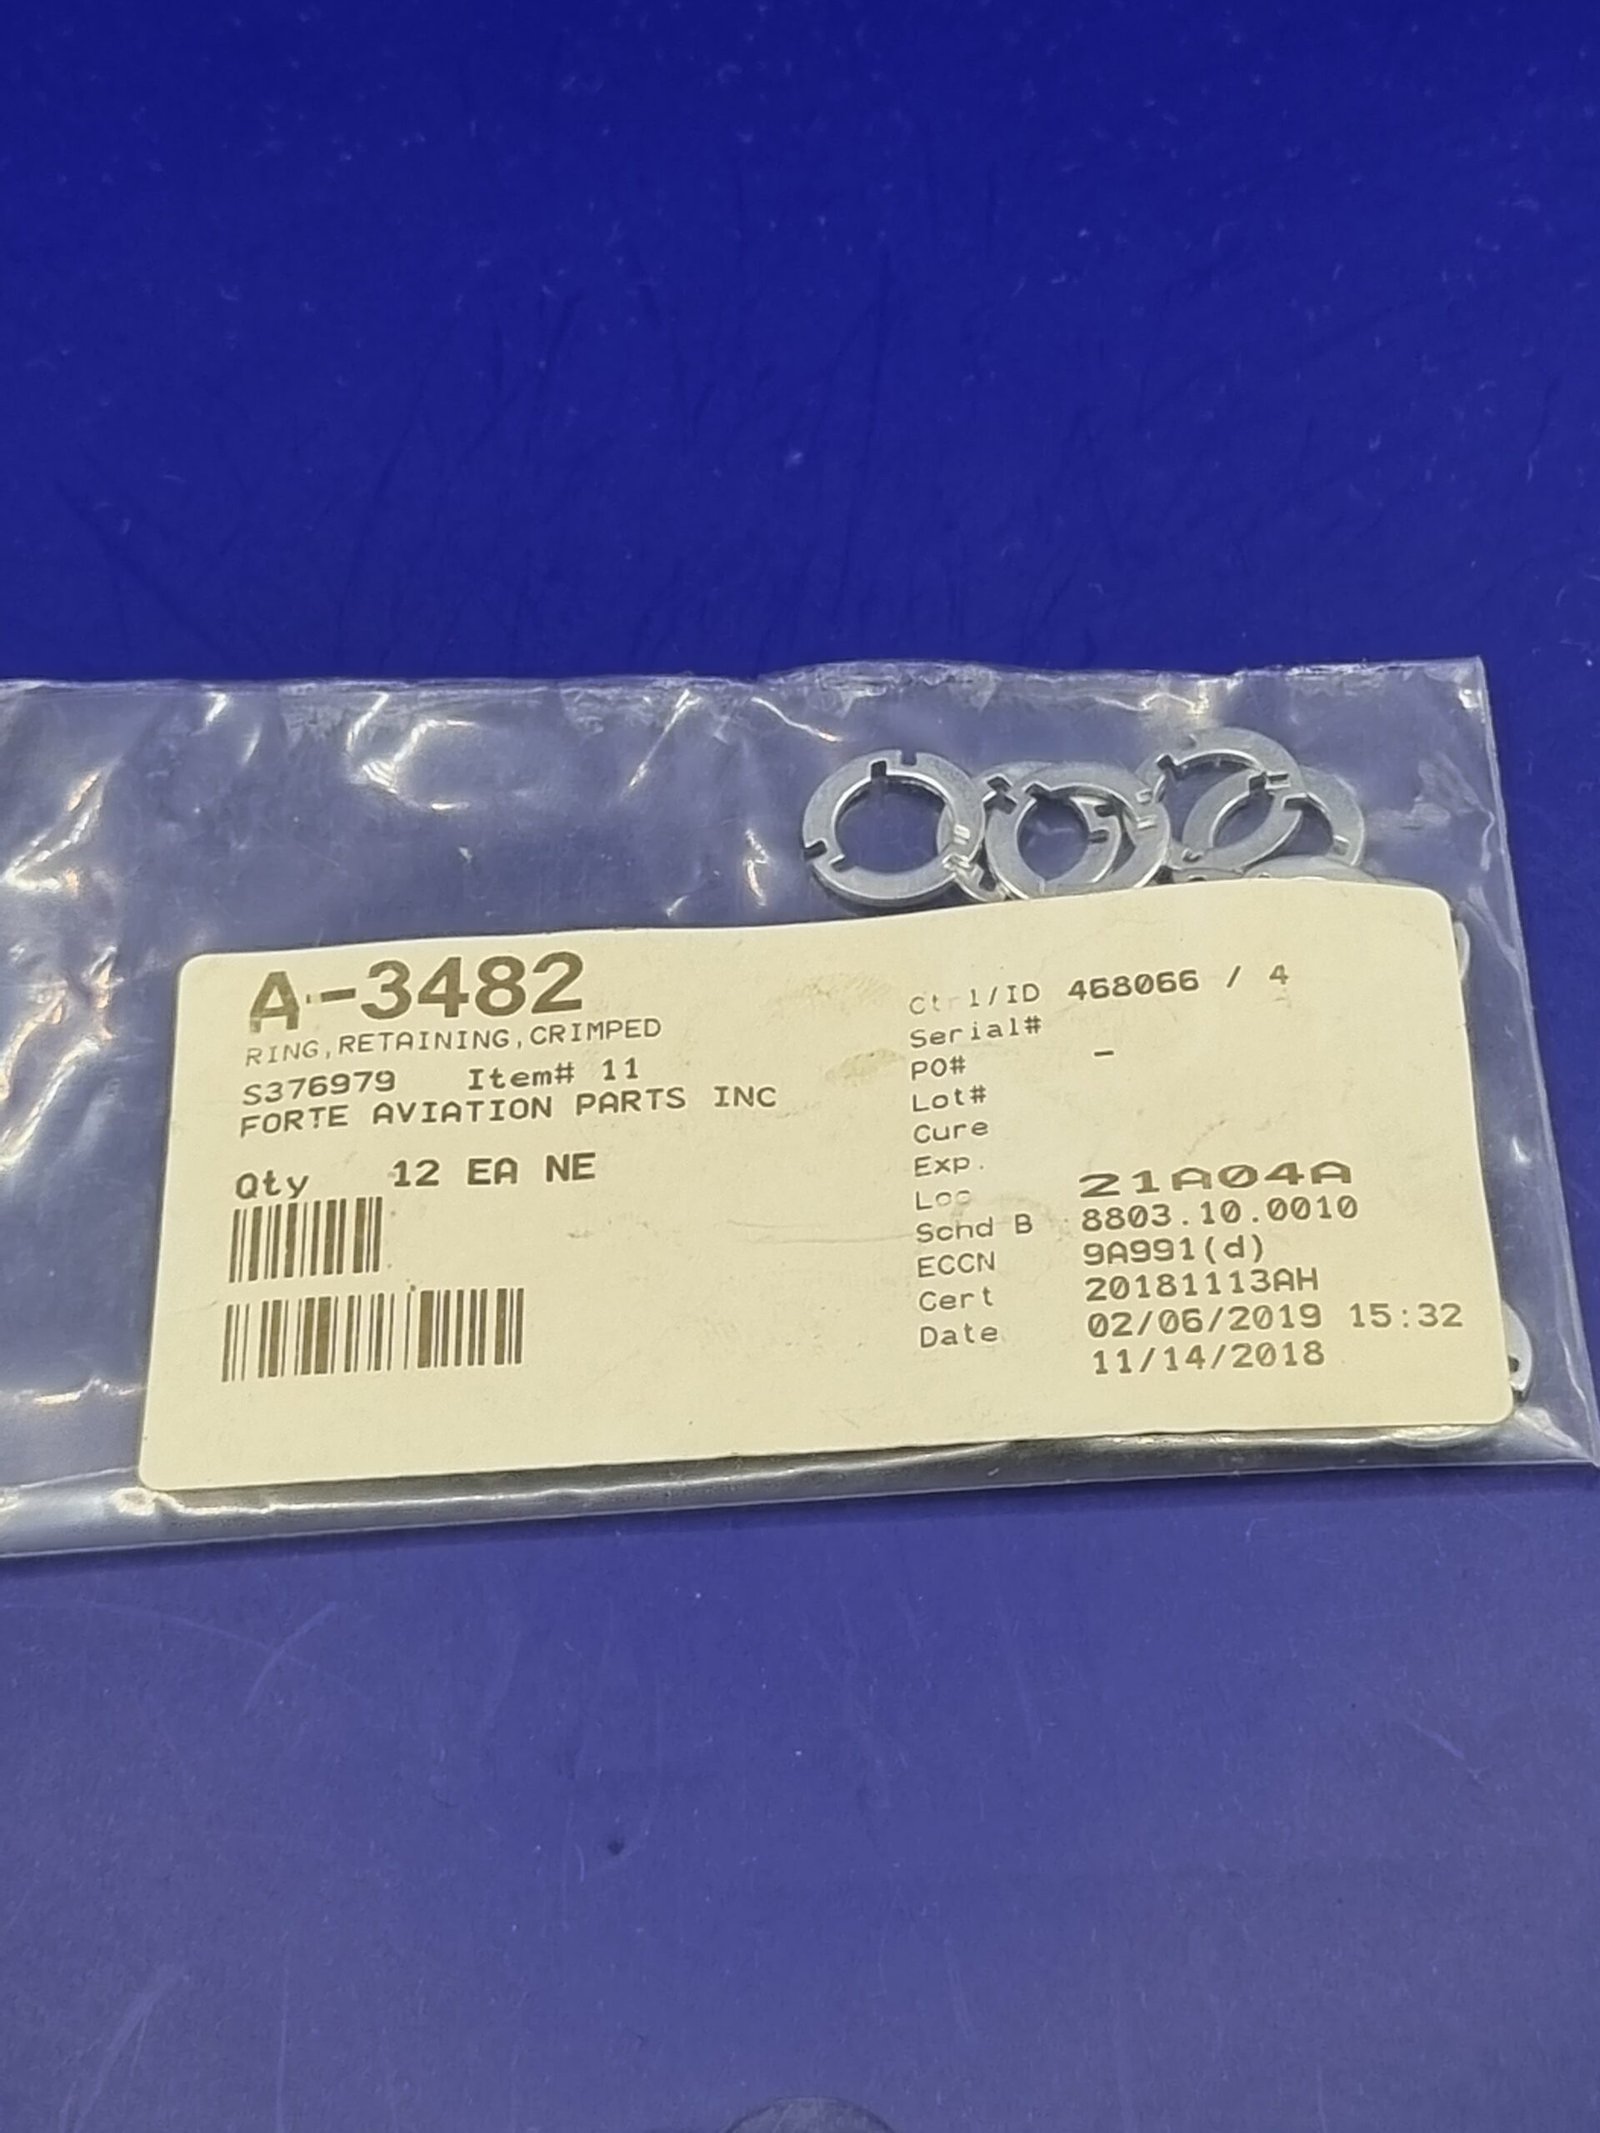 A-3482
RING,RETAINING,CRIMPED
S376979 Item# 11
FORTE AVIATION PARTS INC
Qty 12 EA NE
Ctrl/ID 468066 / 4
Serial#
PO# -
Lot#
Cure
Exp.
Loc 21A04A
Schd B 8803.10.0010
ECCN 9A991(d)
Cert 20181113AH
Date 02/06/2019 15:32
11/14/2018